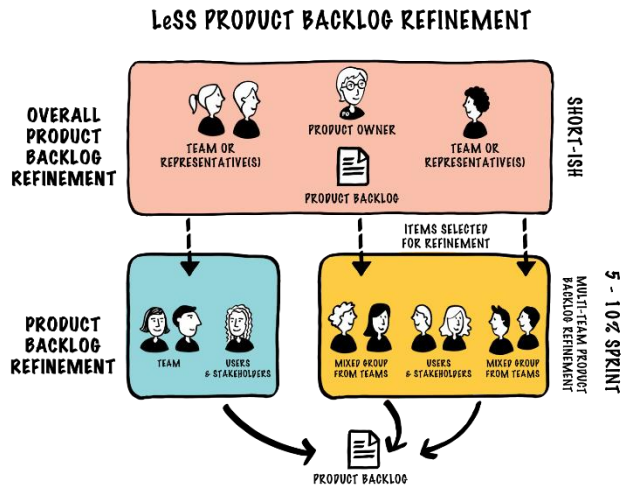 LeSS PRODUCT BACKLOG REFINEMENT
OVERALL
PRODUCT
BACKLOG
REFINEMENT
TEAM OR
REPRESENTATIVE(S)
PO
PRODUCT OWNER
PRODUCT BACKLOG
TEAM OR
REPRESENTATIVE(S)
SHORT-ISH
ITEMS SELECTED
FOR REFINEMENT
PRODUCT
BACKLOG
REFINEMENT
TEAM
USERS
& STAKEHOLDERS
MIXED GROUP
FROM TEAMS
USERS
& STAKEHOLDERS
MIXED GROUP
FROM TEAMS
MULTI-TEAM PRODUCT
BACKLOG REFINEMENT
5 - 10% SPRINT
PRODUCT BACKLOG